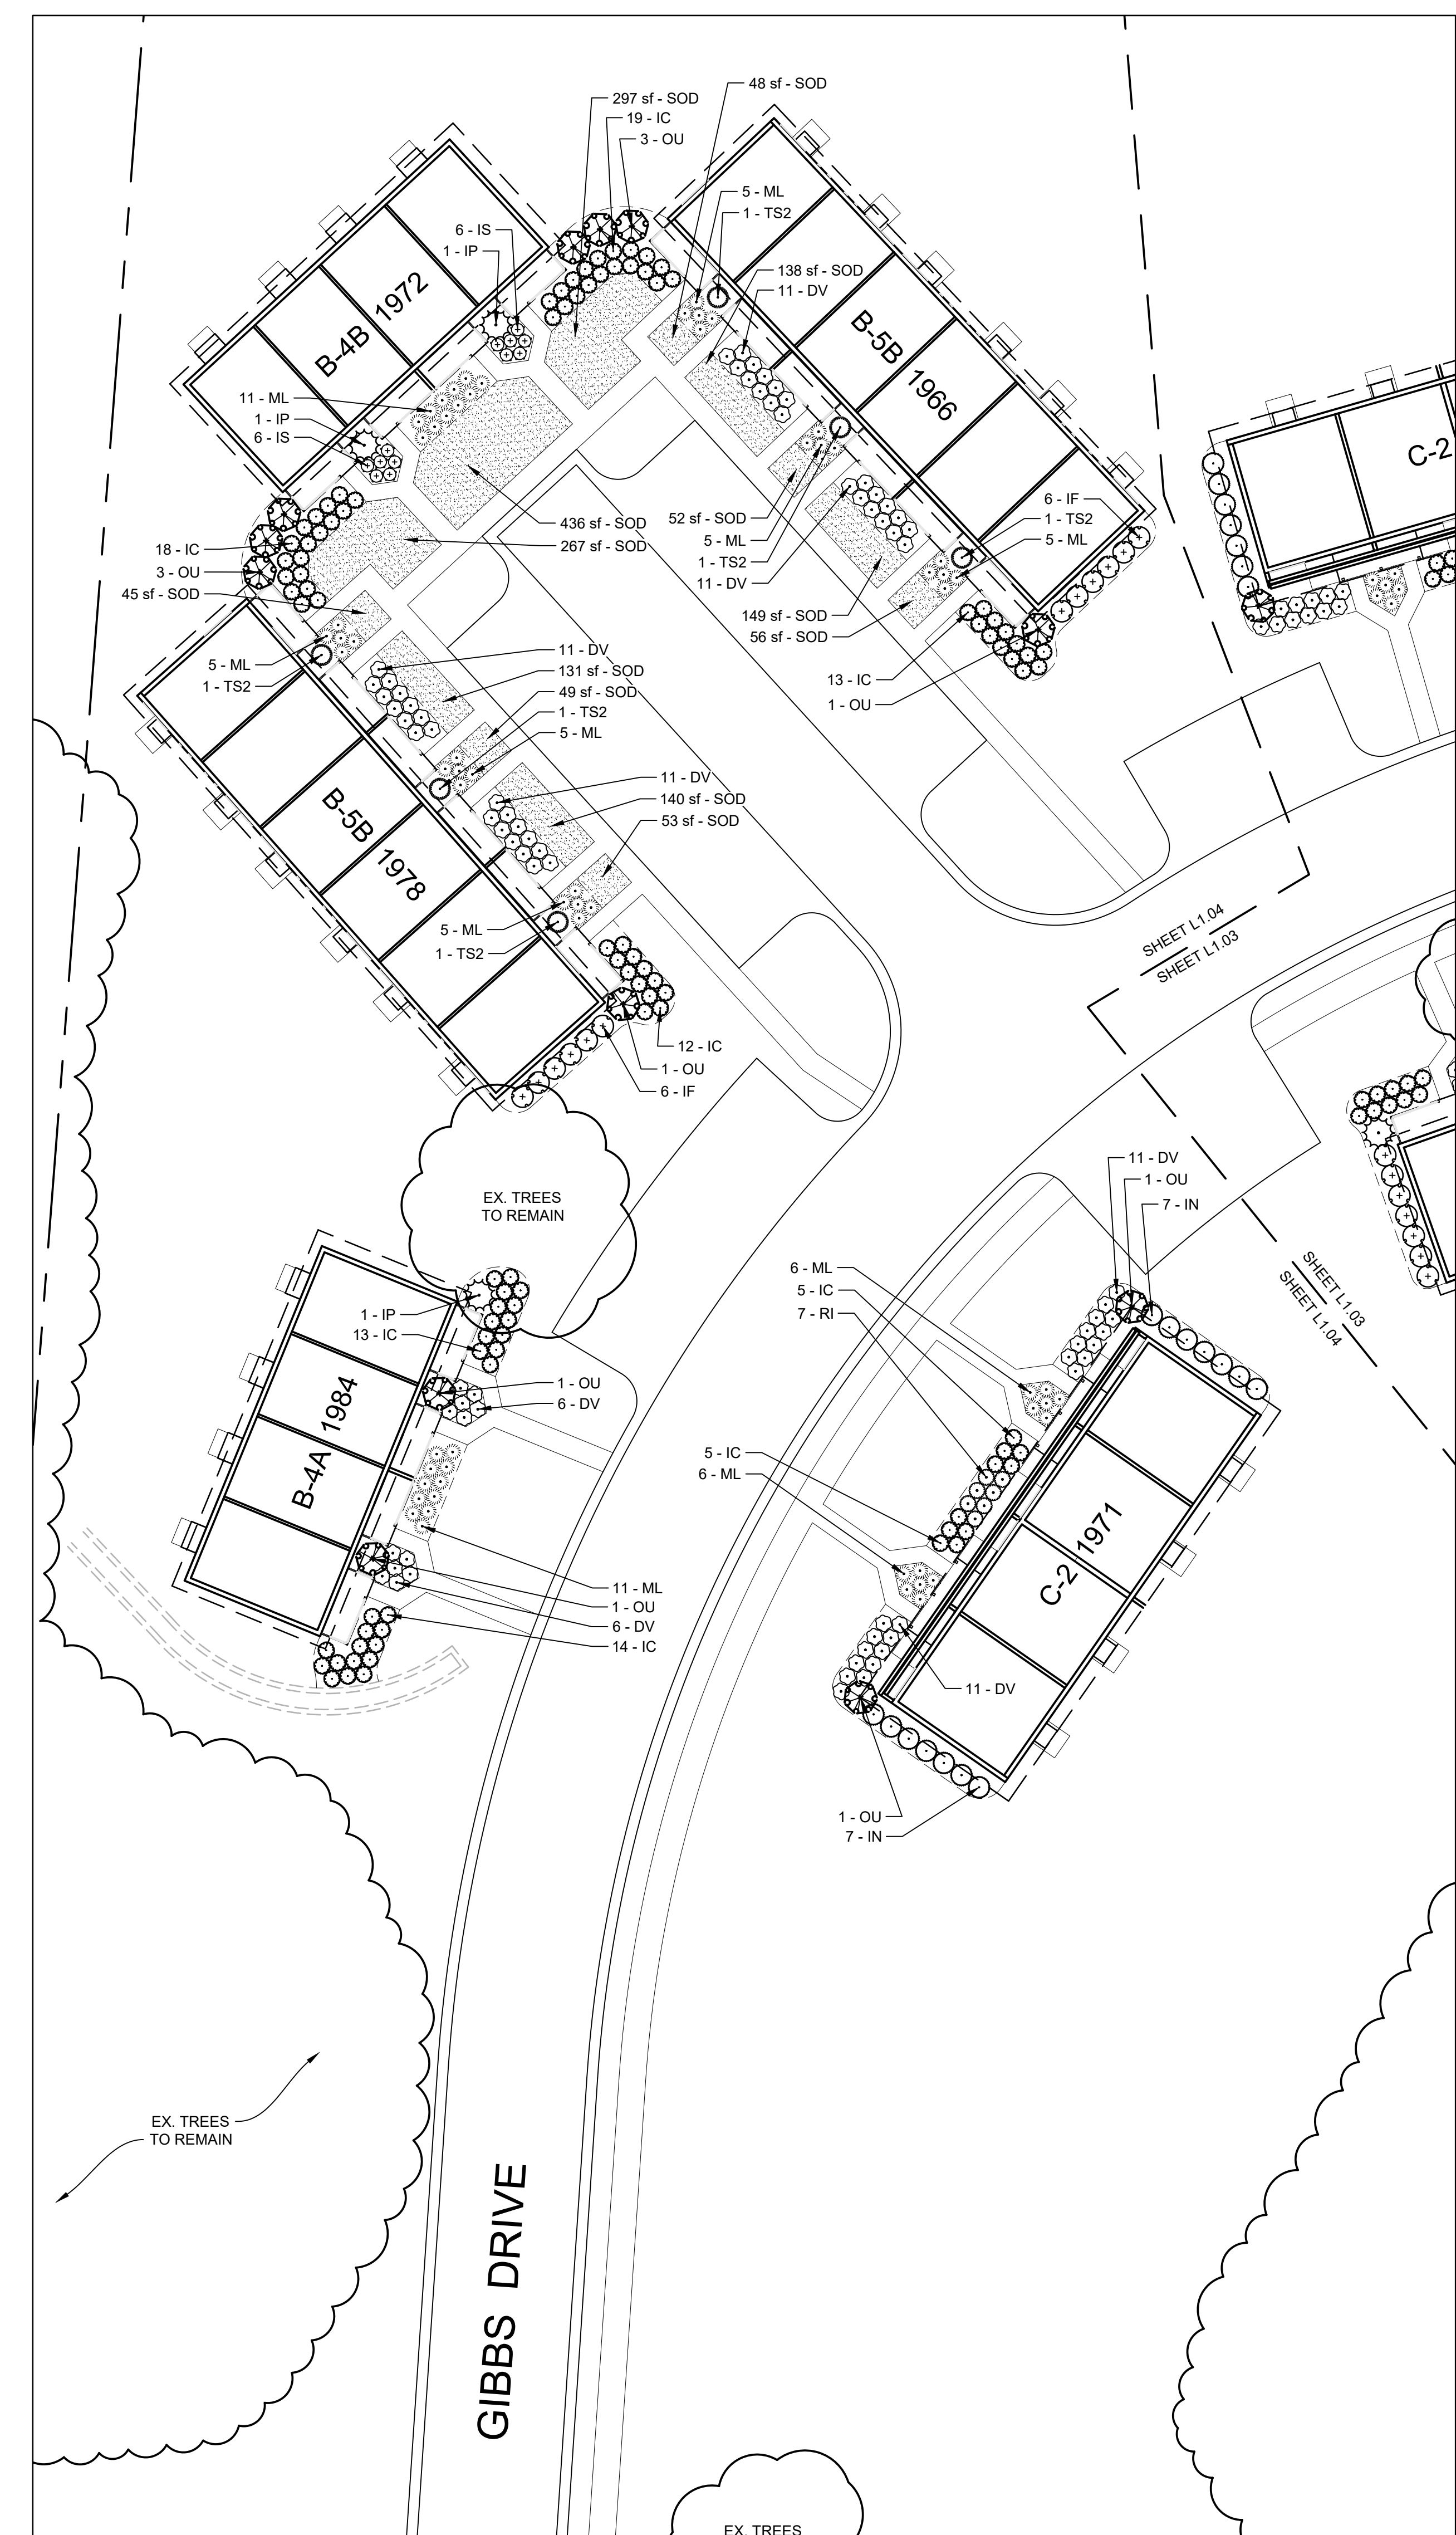 48 sf - SOD
297 sf - SOD
19 - IC
3 - OU
5 - ML
1 - TS2
6 - IS
1 - IP
138 sf - SOD
11 - DV
B-4B 1972
B-5B 1966
11 - ML
1 - IP
6 - IS
C-2
436 sf - SOD
267 sf - SOD
52 sf - SOD
5 - ML
1 - TS2
11 - DV
6 - IF
1 - TS2
5 - ML
18 - IC
3 - OU
45 sf - SOD
149 sf - SOD
56 sf - SOD
5 - ML
1 - TS2
11 - DV
131 sf - SOD
49 sf - SOD
1 - TS2
5 - ML
13 - IC
1 - OU
11 - DV
140 sf - SOD
53 sf - SOD
B-5B 1978
5 - ML
1 - TS2
SHEET L1.04
SHEET L1.03
12 - IC
1 - OU
6 - IF
EX. TREES
TO REMAIN
11 - DV
1 - OU
7 - IN
6 - ML
5 - IC
7 - RI
SHEET L1.03
SHEET L1.04
1 - IP
13 - IC
1 - OU
6 - DV
B-4A 1984
5 - IC
6 - ML
C-2 1971
11 - ML
1 - OU
6 - DV
14 - IC
11 - DV
1 - OU
7 - IN
EX. TREES
TO REMAIN
GIBBS DRIVE
EX. TREES